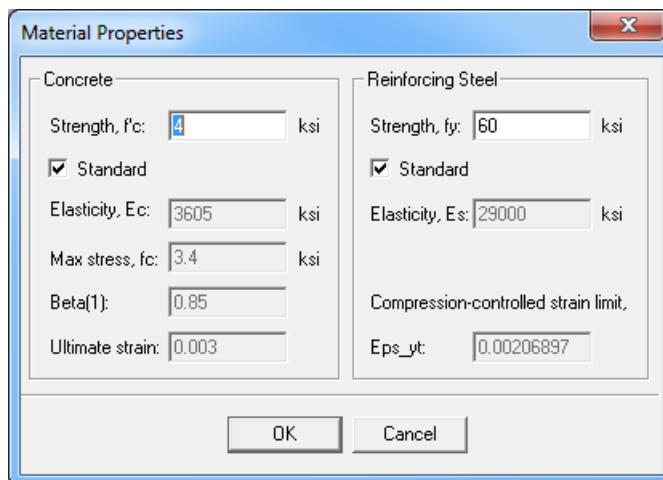 Material Properties
Concrete
Strength, f'c: 4 ksi
Standard
Elasticity, Ec: 3605 ksi
Max stress, fc: 3.4 ksi
Beta(1): 0.85
Ultimate strain: 0.003
Reinforcing Steel
Strength, fy: 60 ksi
Standard
Elasticity, Es: 29000 ksi
Compression-controlled strain limit,
Eps_yt: 0.00206897
OK Cancel